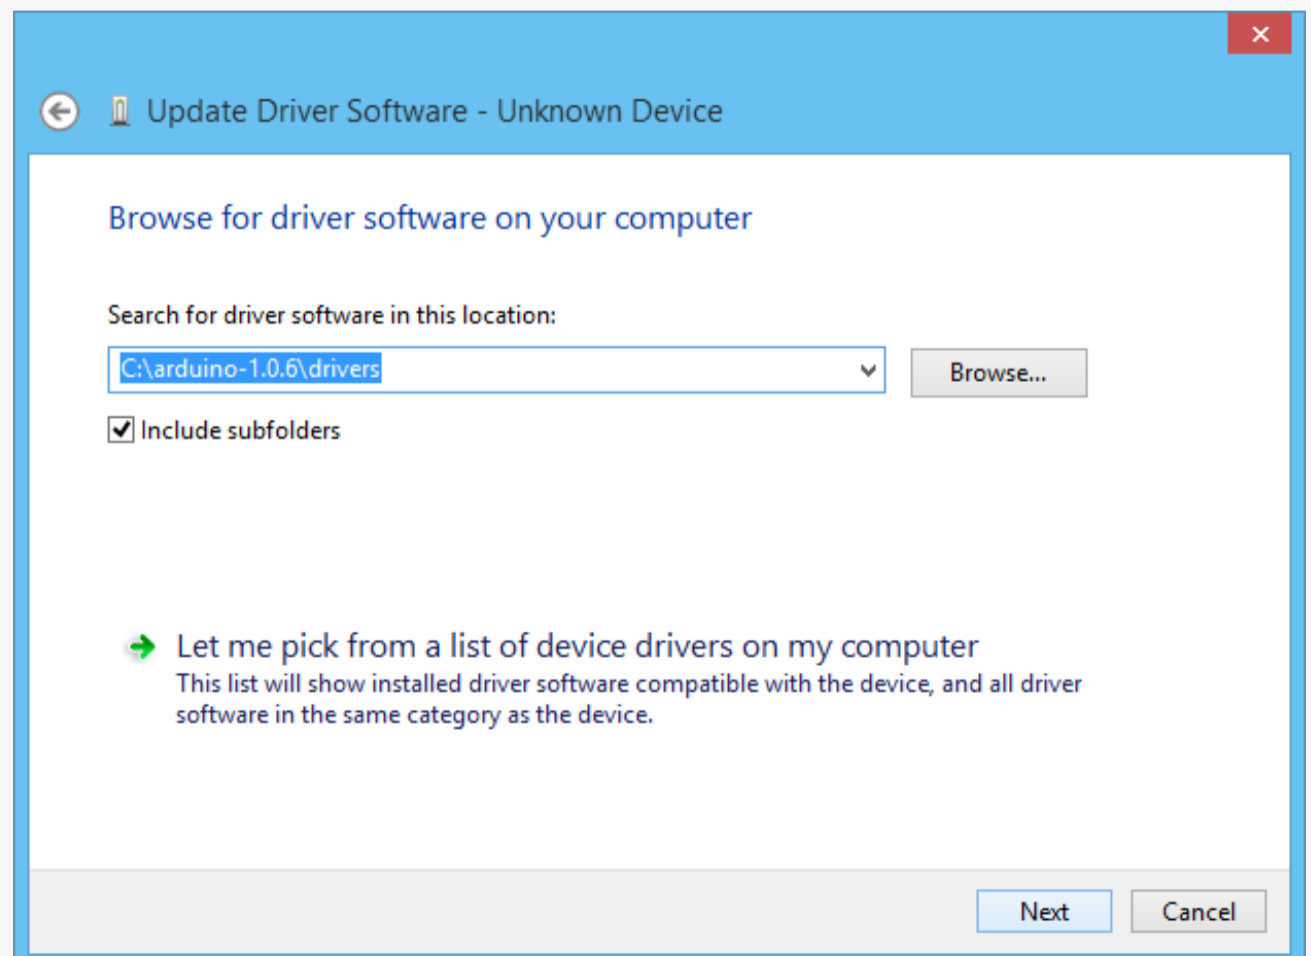 Update Driver Software - Unknown Device
Browse for driver software on your computer
Search for driver software in this location:
C:\arduino-1.0.6\drivers
Browse...
Include subfolders
Let me pick from a list of device drivers on my computer
This list will show installed driver software compatible with the device, and all driver
software in the same category as the device.
Next
Cancel